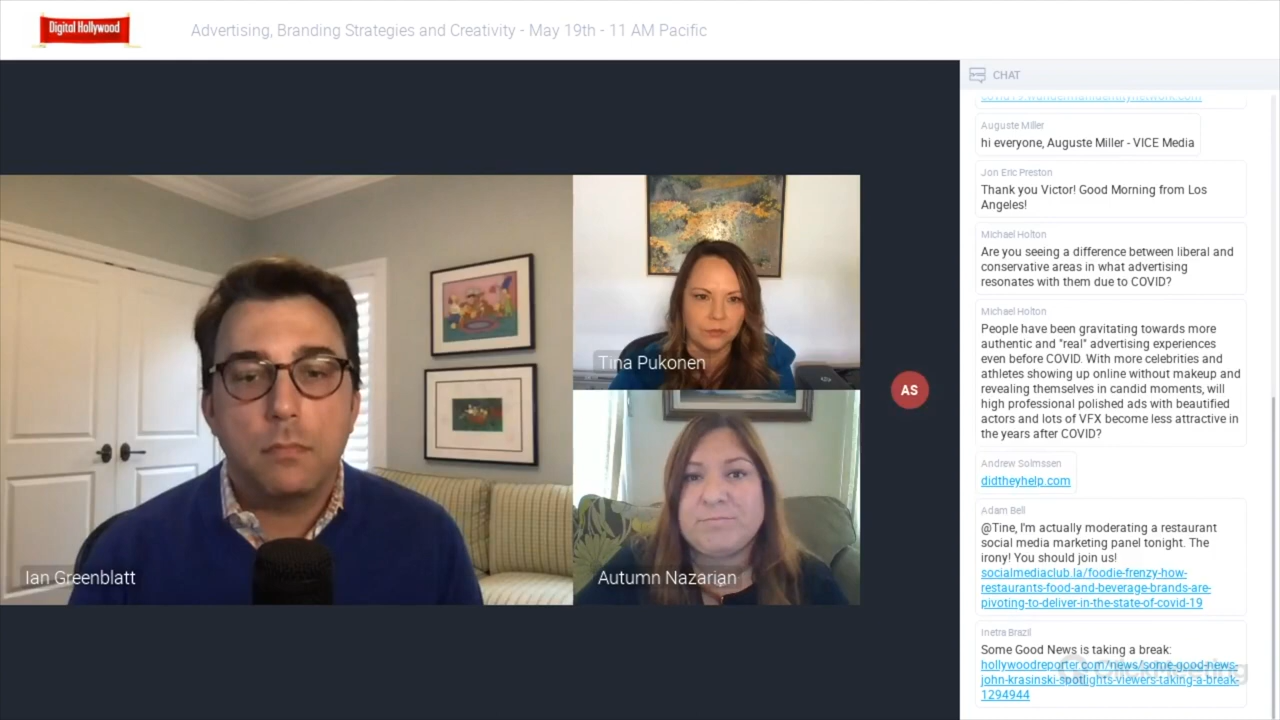 Digital Hollywood
Advertising, Branding Strategies and Creativity - May 19th - 11 AM Pacific
CHAT
Auguste Miller
hi everyone, Auguste Miller - VICE Media
Jon Eric Preston
Thank you Victor! Good Morning from Los
Angeles!
Michael Holton
Are you seeing a difference between liberal and
conservative areas in what advertising
resonates with them due to COVID?
Michael Holton
People have been gravitating towards more
authentic and "real" advertising experiences
even before COVID. With more celebrities and
athletes showing up online without makeup and
revealing themselves in candid moments, will
high professional polished ads with beautified
actors and lots of VFX become less attractive in
the years after COVID?
Andrew Solmssen
didtheyhelp.com
Adam Bell
@Tine, I'm actually moderating a restaurant
social media marketing panel tonight. The
irony! You should join us!
socialmediaclub.la/foodie-frenzy-how-
restaurants-food-and-beverage-brands-are-
pivoting-to-deliver-in-the-state-of-covid-19
Inetra Brazil
Some Good News is taking a break:
hollywoodreporter.com/news/some-good-news-
john-krasinski-spotlights-viewers-taking-a-break-
1294944
ClickMeeting
Tina Pukonen
AS
Ian Greenblatt
Autumn Nazarian